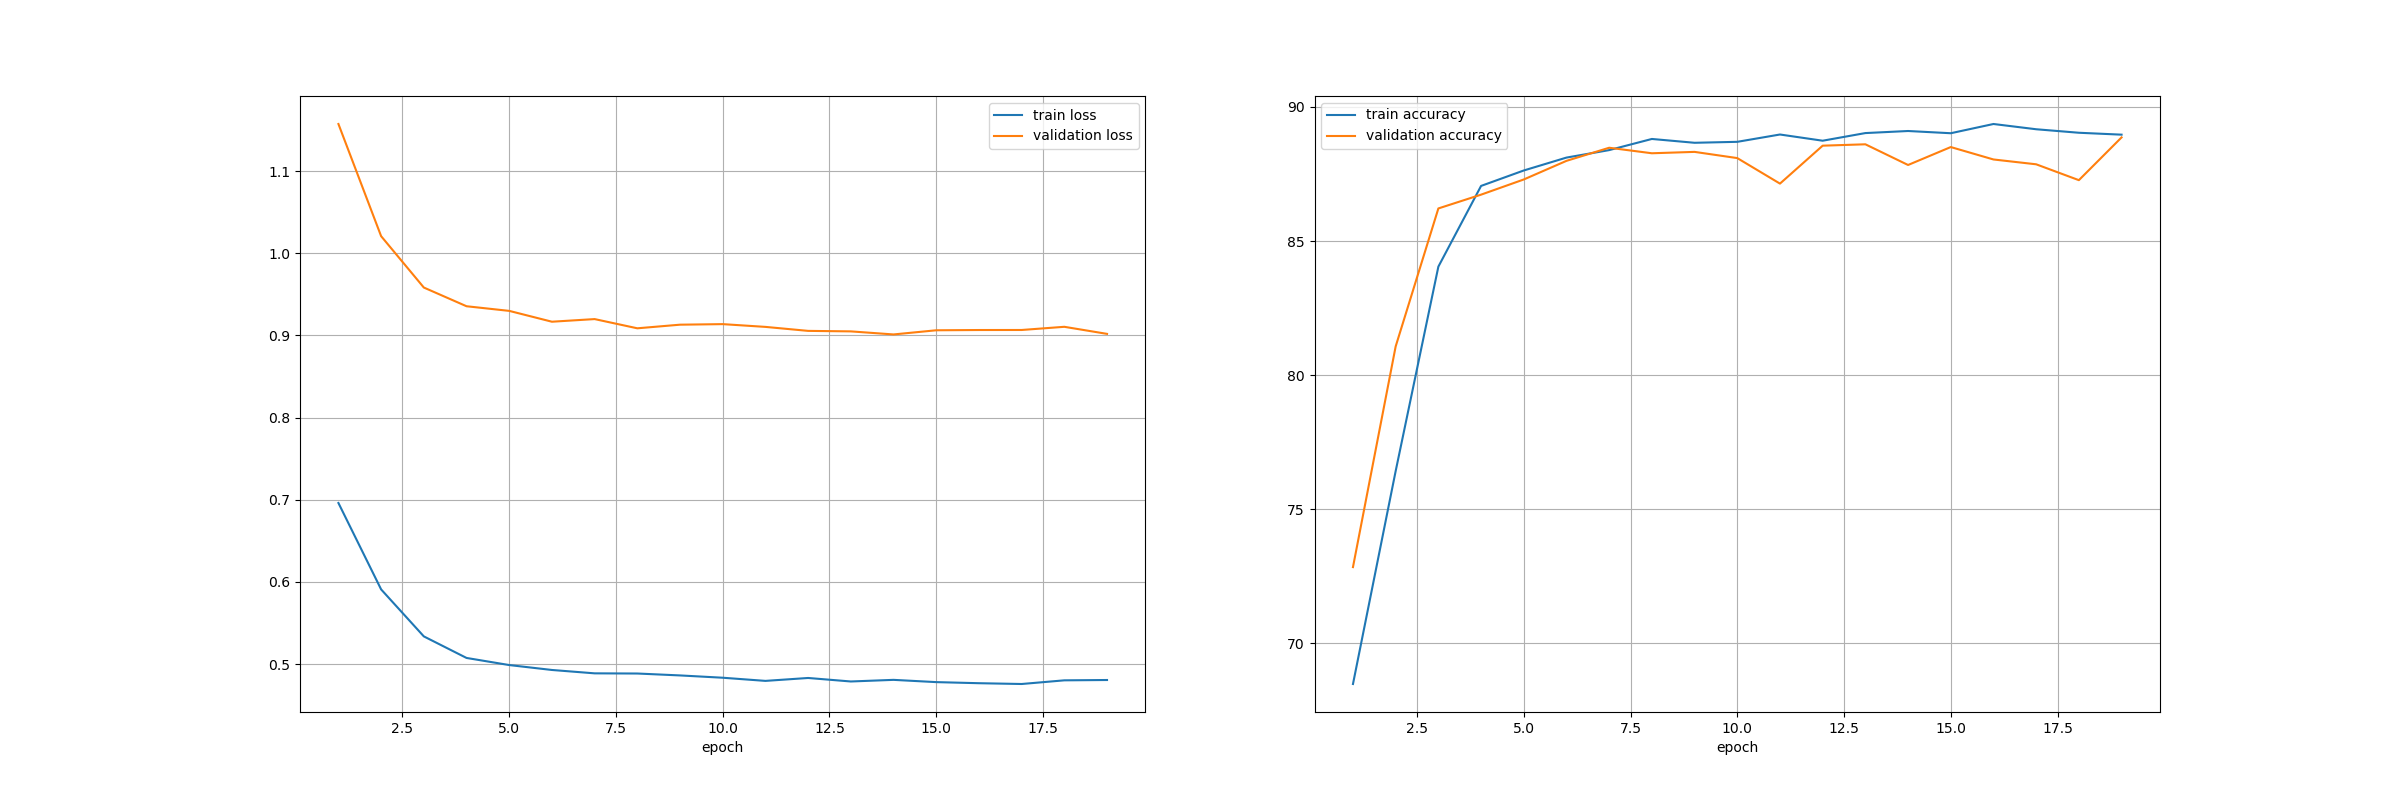 train loss
validation loss
1.1
1.0
0.9
0.8
0.7
0.6
0.5
2.5 5.0 7.5 10.0 12.5 15.0 17.5
epoch
train accuracy
validation accuracy
90
85
80
75
70
2.5 5.0 7.5 10.0 12.5 15.0 17.5
epoch